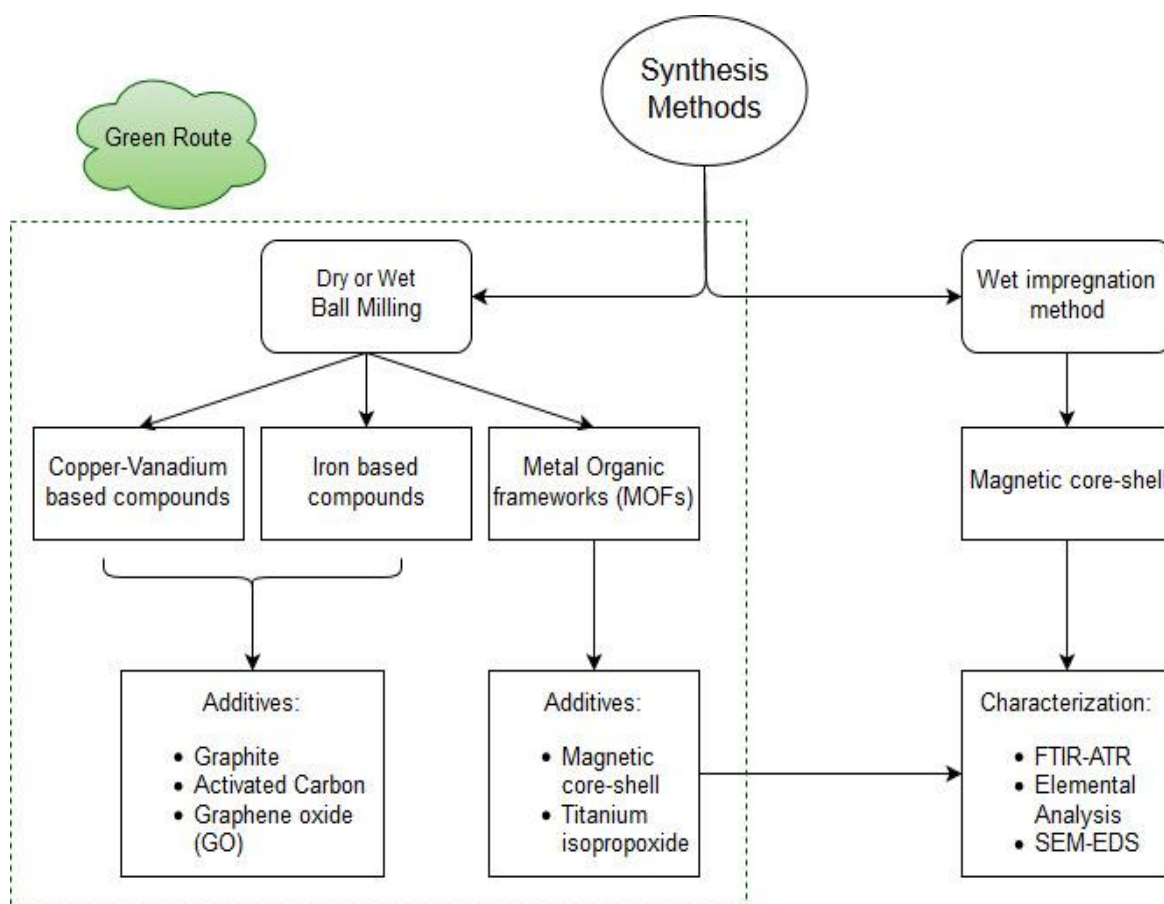 Synthesis
Methods
Green Route
Dry or Wet
Ball Milling
Wet impregnation
method
Copper-Vanadium
based compounds
Iron based
compounds
Metal Organic
frameworks (MOFs)
Magnetic core-shell
Additives:
• Graphite
• Activated Carbon
• Graphene oxide
(GO)
Additives:
• Magnetic
core-shell
• Titanium
isopropoxide
Characterization:
• FTIR-ATR
• Elemental
Analysis
• SEM-EDS